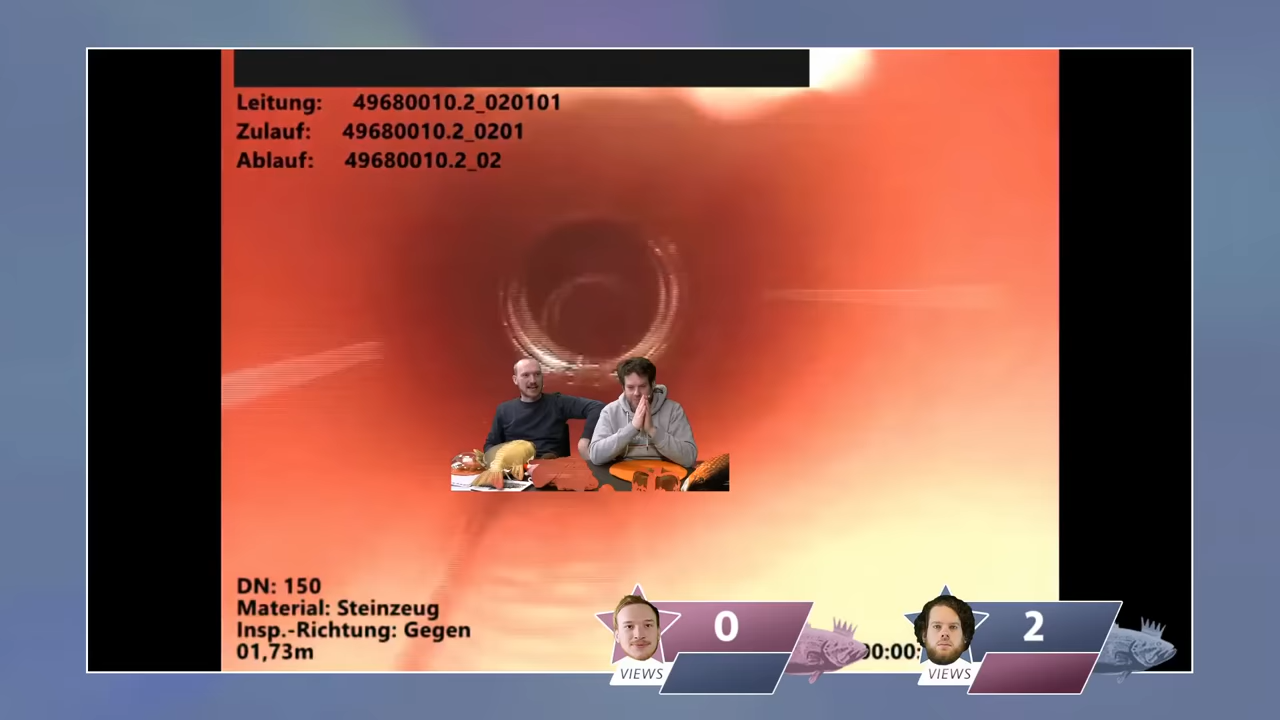 Leitung: 49680010.2_020101
Zulauf: 49680010.2_0201
Ablauf: 49680010.2_02
DN: 150
Material: Steinzeug
Insp.-Richtung: Gegen
01,73m
00:00:
0
VIEWS
2
VIEWS